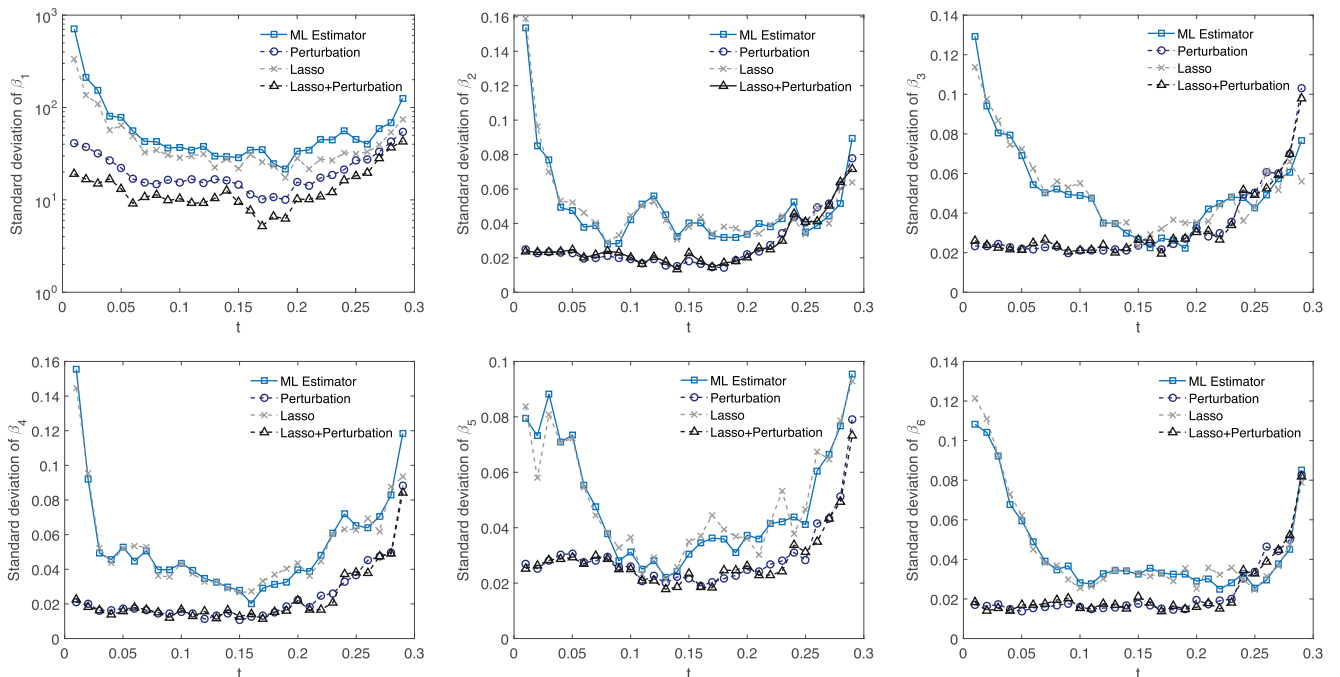 Standard deviation of β1
10^3
10^2
10^1
10^0
0 0.05 0.1 0.15 0.2 0.25 0.3
t
ML Estimator
Perturbation
Lasso
Lasso+Perturbation
Standard deviation of β2
0.16
0.14
0.12
0.1
0.08
0.06
0.04
0.02
0
0 0.05 0.1 0.15 0.2 0.25 0.3
t
ML Estimator
Perturbation
Lasso
Lasso+Perturbation
Standard deviation of β3
0.14
0.12
0.1
0.08
0.06
0.04
0.02
0
0 0.05 0.1 0.15 0.2 0.25 0.3
t
ML Estimator
Perturbation
Lasso
Lasso+Perturbation
Standard deviation of β4
0.16
0.14
0.12
0.1
0.08
0.06
0.04
0.02
0
0 0.05 0.1 0.15 0.2 0.25 0.3
t
ML Estimator
Perturbation
Lasso
Lasso+Perturbation
Standard deviation of β5
0.1
0.08
0.06
0.04
0.02
0
0 0.05 0.1 0.15 0.2 0.25 0.3
t
ML Estimator
Perturbation
Lasso
Lasso+Perturbation
Standard deviation of β6
0.14
0.12
0.1
0.08
0.06
0.04
0.02
0
0 0.05 0.1 0.15 0.2 0.25 0.3
t
ML Estimator
Perturbation
Lasso
Lasso+Perturbation